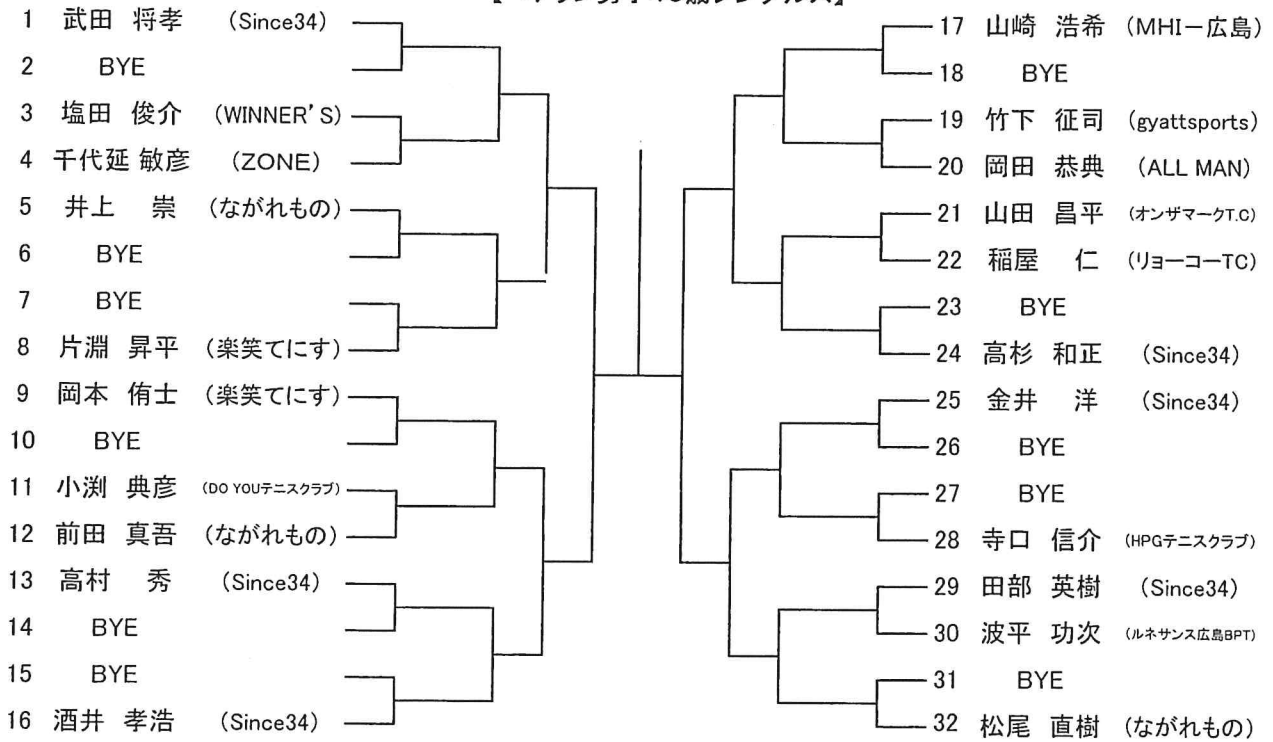 1 武田 将孝 (Since34)
2 BYE
3 塩田 俊介 (WINNER'S)
4 千代延 敏彦 (ZONE)
5 井上 崇 (ながれもの)
6 BYE
7 BYE
8 片淵 昇平 (楽笑てにす)
9 岡本 侑士 (楽笑てにす)
10 BYE
11 小渕 典彦 (DO YOUテニスクラブ)
12 前田 真吾 (ながれもの)
13 高村 秀 (Since34)
14 BYE
15 BYE
16 酒井 孝浩 (Since34)
17 山崎 浩希 (MHI－広島)
18 BYE
19 竹下 征司 (gyattsports)
20 岡田 恭典 (ALL MAN)
21 山田 昌平 (オンザマークT.C)
22 稲屋 仁 (リョーコーTC)
23 BYE
24 高杉 和正 (Since34)
25 金井 洋 (Since34)
26 BYE
27 BYE
28 寺口 信介 (HPGテニスクラブ)
29 田部 英樹 (Since34)
30 波平 功次 (ルネサンス広島BPT)
31 BYE
32 松尾 直樹 (ながれもの)